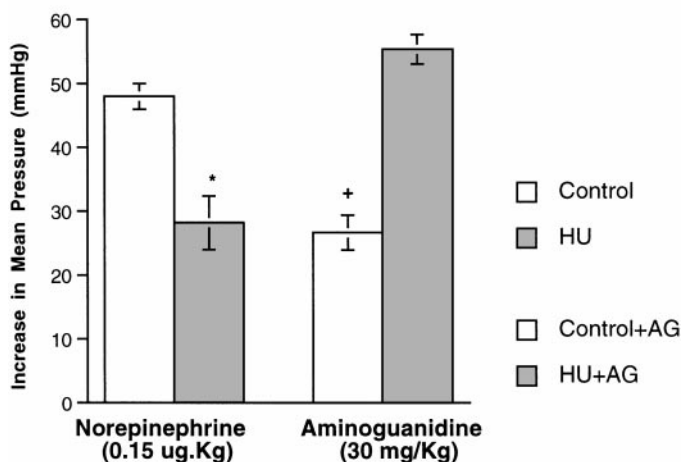 Increase in Mean Pressure (mmHg)
60
50
40
30
20
10
0
*
+
Norepinephrine
(0.15 ug.Kg)
Aminoguanidine
(30 mg/Kg)
Control
HU
Control+AG
HU+AG